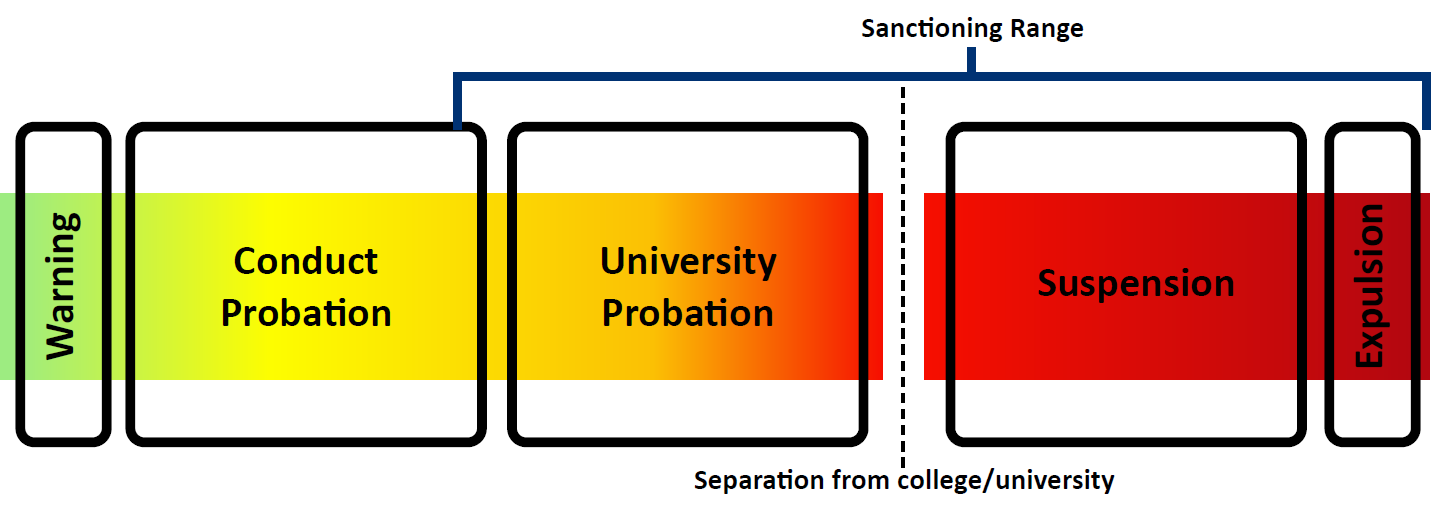 Sanctioning Range
Warning
Conduct
Probation
University
Probation
Suspension
Expulsion
Separation from college/university